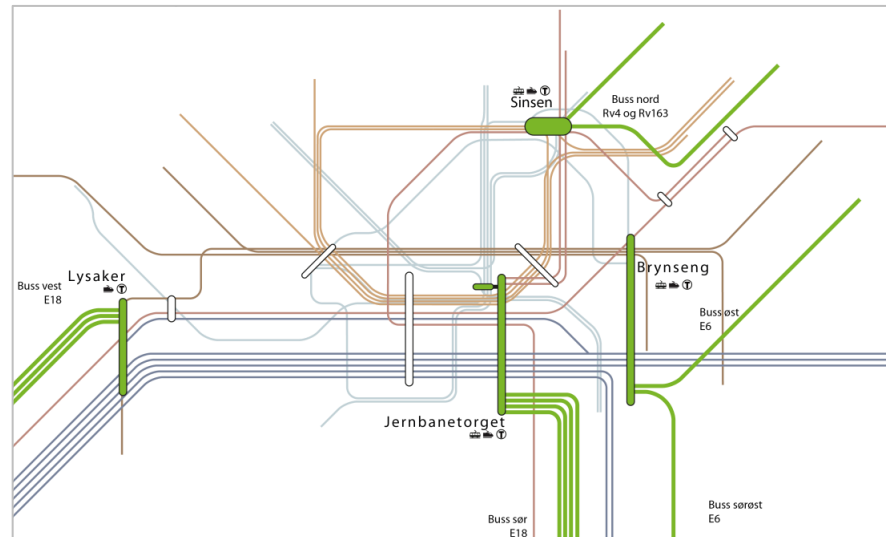 Sinsen
Buss nord
Rv4 og Rv163
Lysaker
Buss vest
E18
Brynseng
Buss øst
E6
Jernbanetorget
Buss sør
E18
Buss sørøst
E6